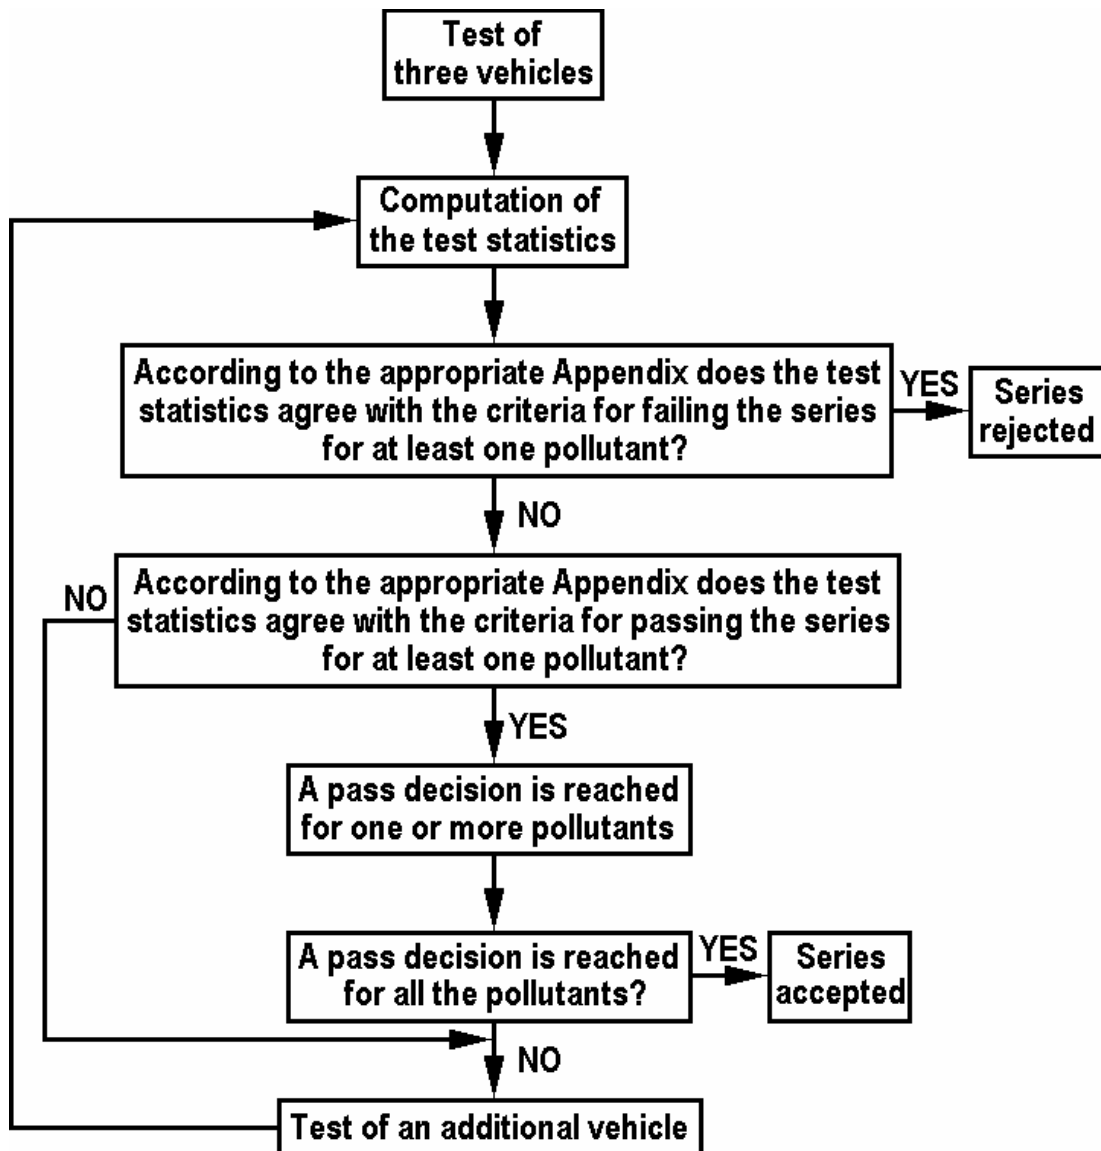 Test of
three vehicles
Computation of
the test statistics
According to the appropriate Appendix does the test
statistics agree with the criteria for failing the series
for at least one pollutant?
YES
Series
rejected
NO
According to the appropriate Appendix does the test
statistics agree with the criteria for passing the series
for at least one pollutant?
NO
YES
A pass decision is reached
for one or more pollutants
A pass decision is reached
for all the pollutants?
YES
Series
accepted
NO
Test of an additional vehicle